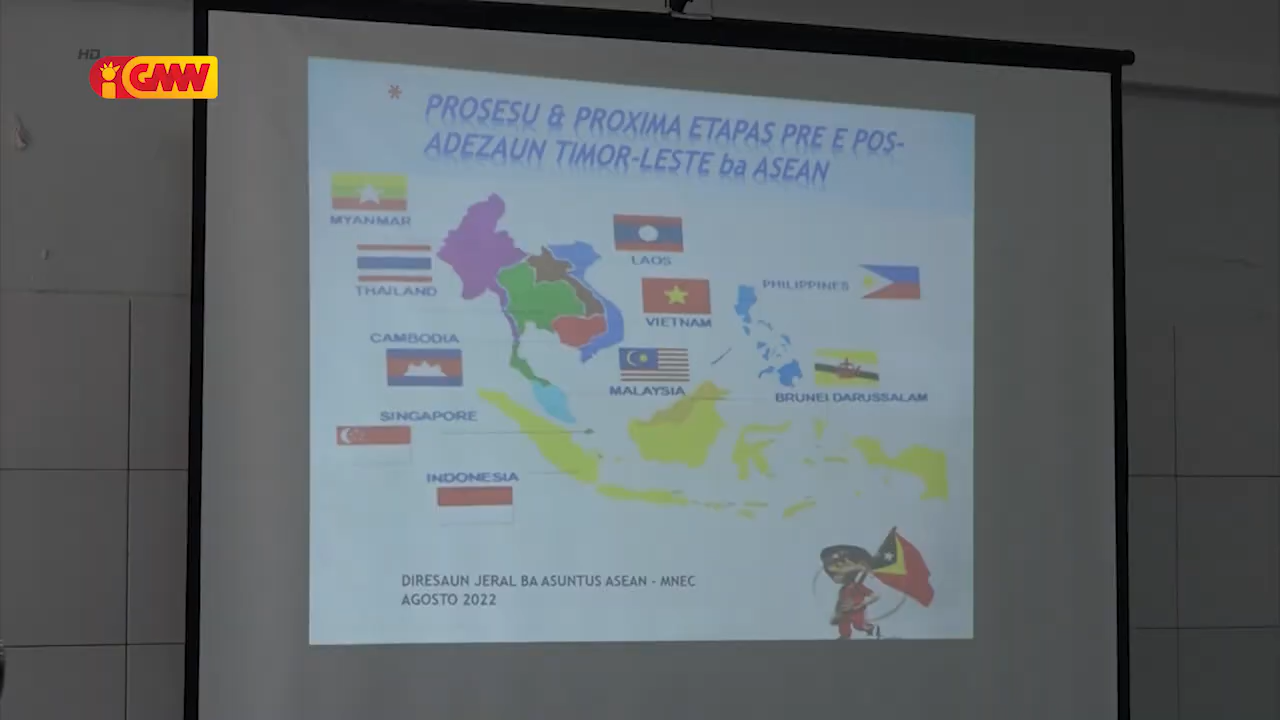 HD
GMN
* PROSESU & PROXIMA ETAPAS PRE E POS-
ADEZAUN TIMOR-LESTE ba ASEAN
MYANMAR
LAOS
THAILAND
PHILIPPINES
VIETNAM
CAMBODIA
MALAYSIA
BRUNEI DARUSSALAM
SINGAPORE
INDONESIA
DIRESAUN JERAL BA ASUNTUS ASEAN - MNEC
AGOSTO 2022